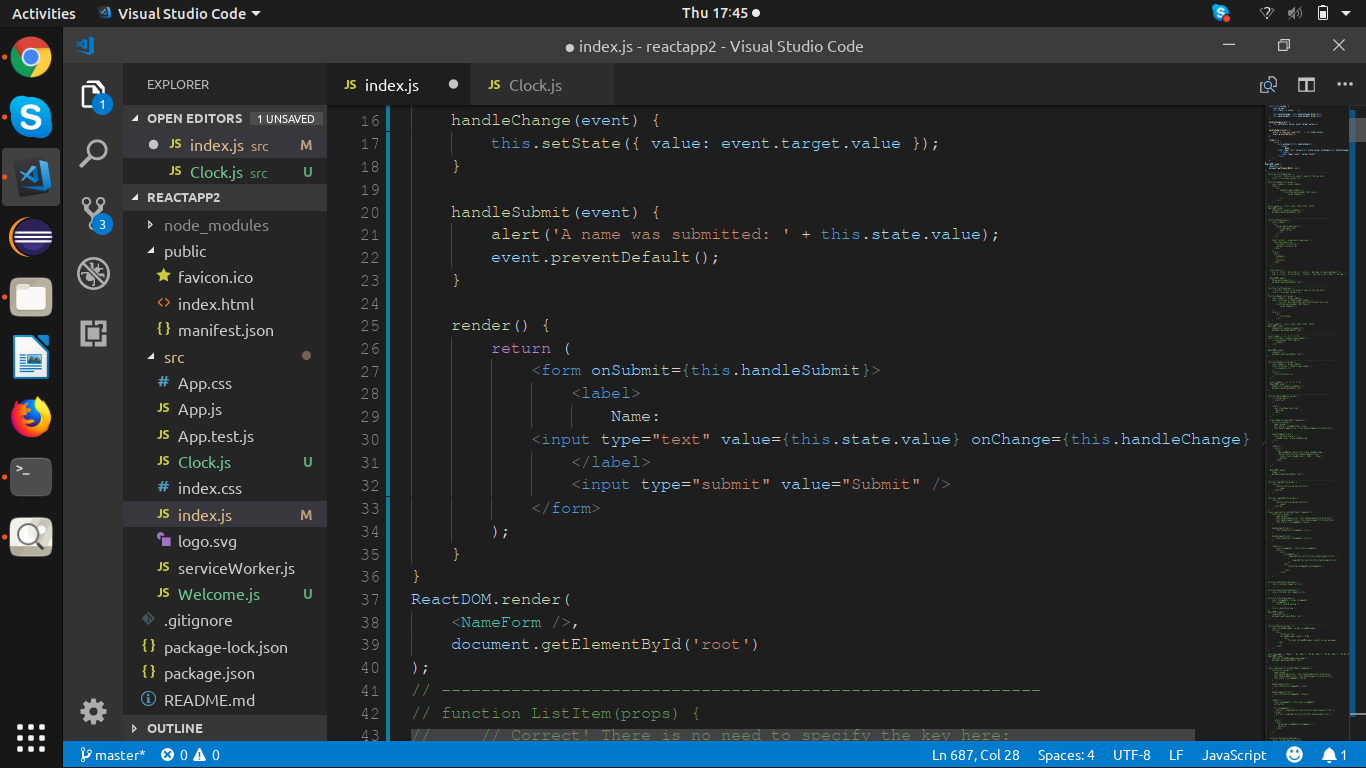 Activities Visual Studio Code Thu 17:45
index.js - reactapp2 - Visual Studio Code
EXPLORER
OPEN EDITORS 1 UNSAVED
JS index.js src M
JS Clock.js src U
REACTAPP2
node_modules
public
favicon.ico
<> index.html
{} manifest.json
src
# App.css
JS App.js
JS App.test.js
JS Clock.js U
# index.css
JS index.js M
logo.svg
JS serviceWorker.js
JS Welcome.js U
.gitignore
{} package-lock.json
{} package.json
README.md
OUTLINE
1
3
JS index.js JS Clock.js
16 handleChange(event) {
17 this.setState({ value: event.target.value });
18 }
19
20 handleSubmit(event) {
21 alert('A name was submitted: ' + this.state.value);
22 event.preventDefault();
23 }
24
25 render() {
26 return (
27 <form onSubmit={this.handleSubmit}>
28 <label>
29 Name:
30 <input type="text" value={this.state.value} onChange={this.handleChange}
31 </label>
32 <input type="submit" value="Submit" />
33 </form>
34 );
35 }
36 }
37 ReactDOM.render(
38 <NameForm />,
39 document.getElementById('root')
40 );
41 // ------------------------------------------------------------
42 // function ListItem(props) {
43 // // Correct! There is no need to specify the key here:
master* 0 0 Ln 687, Col 28 Spaces: 4 UTF-8 LF JavaScript 1